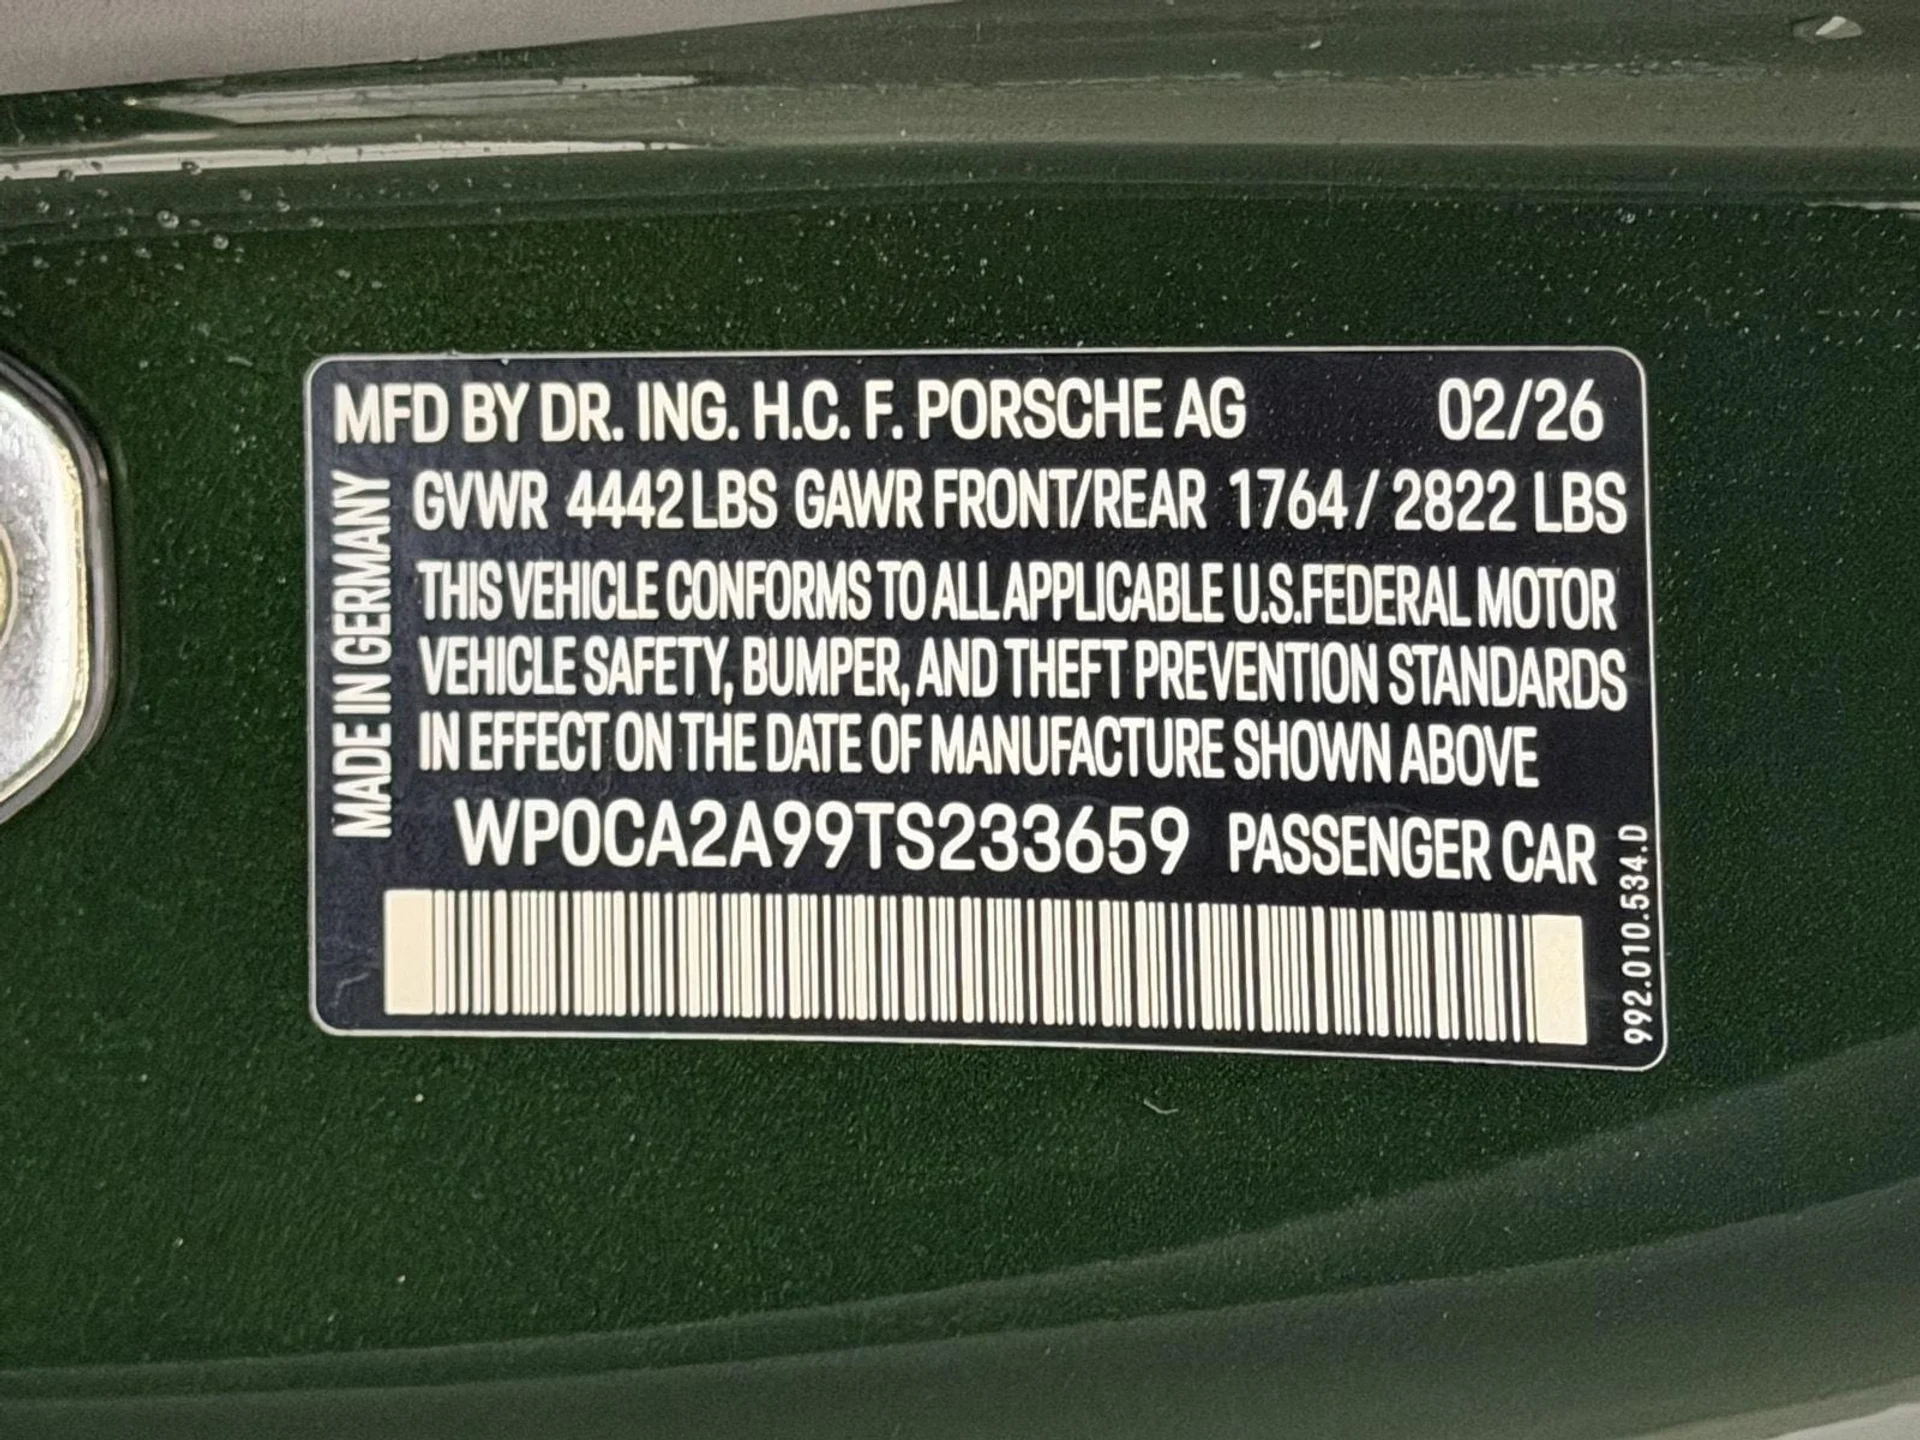 MFD BY DR. ING. H.C. F. PORSCHE AG 02/26
GVWR 4442 LBS GAWR FRONT/REAR 1764 / 2822 LBS
THIS VEHICLE CONFORMS TO ALL APPLICABLE U.S.FEDERAL MOTOR
VEHICLE SAFETY, BUMPER, AND THEFT PREVENTION STANDARDS
IN EFFECT ON THE DATE OF MANUFACTURE SHOWN ABOVE
WP0CA2A99TS233659 PASSENGER CAR
MADE IN GERMANY
992.010.534.D